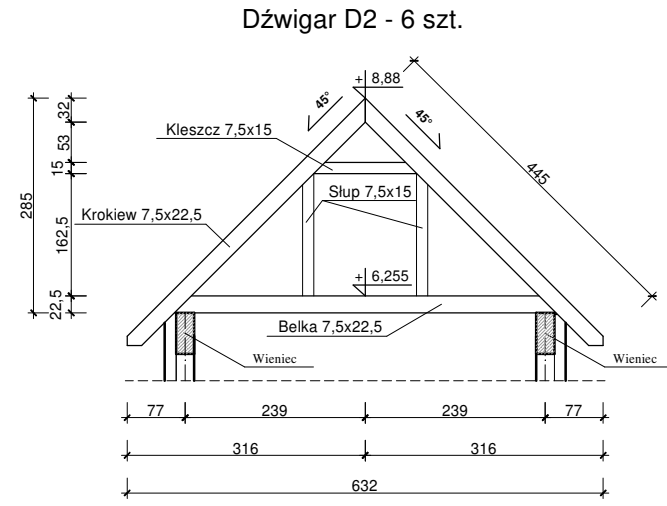 Dźwigar D2 - 6 szt.
8,88
45°
45°
32
53
15
162,5
22,5
285
Kleszcz 7,5x15
Słup 7,5x15
Krokiew 7,5x22,5
445
6,255
Belka 7,5x22,5
Wieniec
Wieniec
77
239
239
77
316
316
632